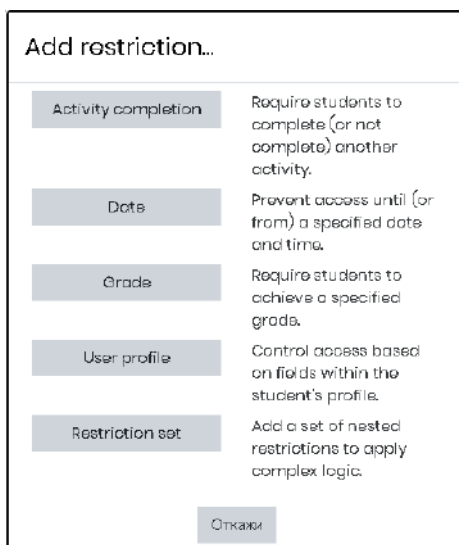 Add restriction...
Activity completion
Require students to
complete (or not
complete) another
activity.
Date
Prevent access until (or
from) a specified date
and time.
Grade
Require students to
achieve a specified
grade.
User profile
Control access based
on fields within the
student's profile.
Restriction set
Add a set of nested
restrictions to apply
complex logic.
Откажи